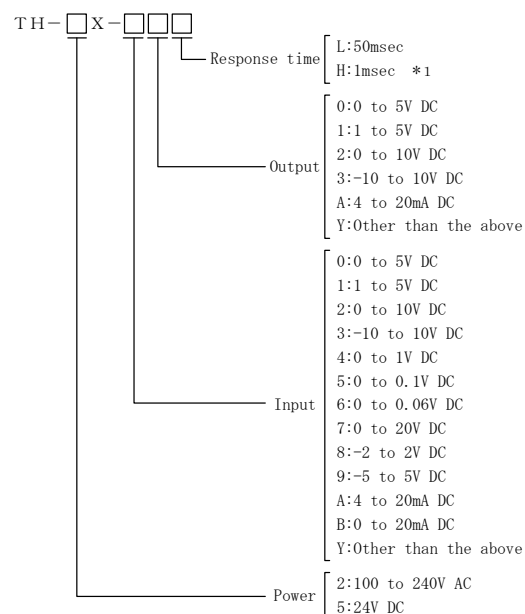 TH-□X-□□□
Response time
L:50msec
H:1msec *1
Output
0:0 to 5V DC
1:1 to 5V DC
2:0 to 10V DC
3:-10 to 10V DC
A:4 to 20mA DC
Y:Other than the above
Input
0:0 to 5V DC
1:1 to 5V DC
2:0 to 10V DC
3:-10 to 10V DC
4:0 to 1V DC
5:0 to 0.1V DC
6:0 to 0.06V DC
7:0 to 20V DC
8:-2 to 2V DC
9:-5 to 5V DC
A:4 to 20mA DC
B:0 to 20mA DC
Y:Other than the above
Power
2:100 to 240V AC
5:24V DC